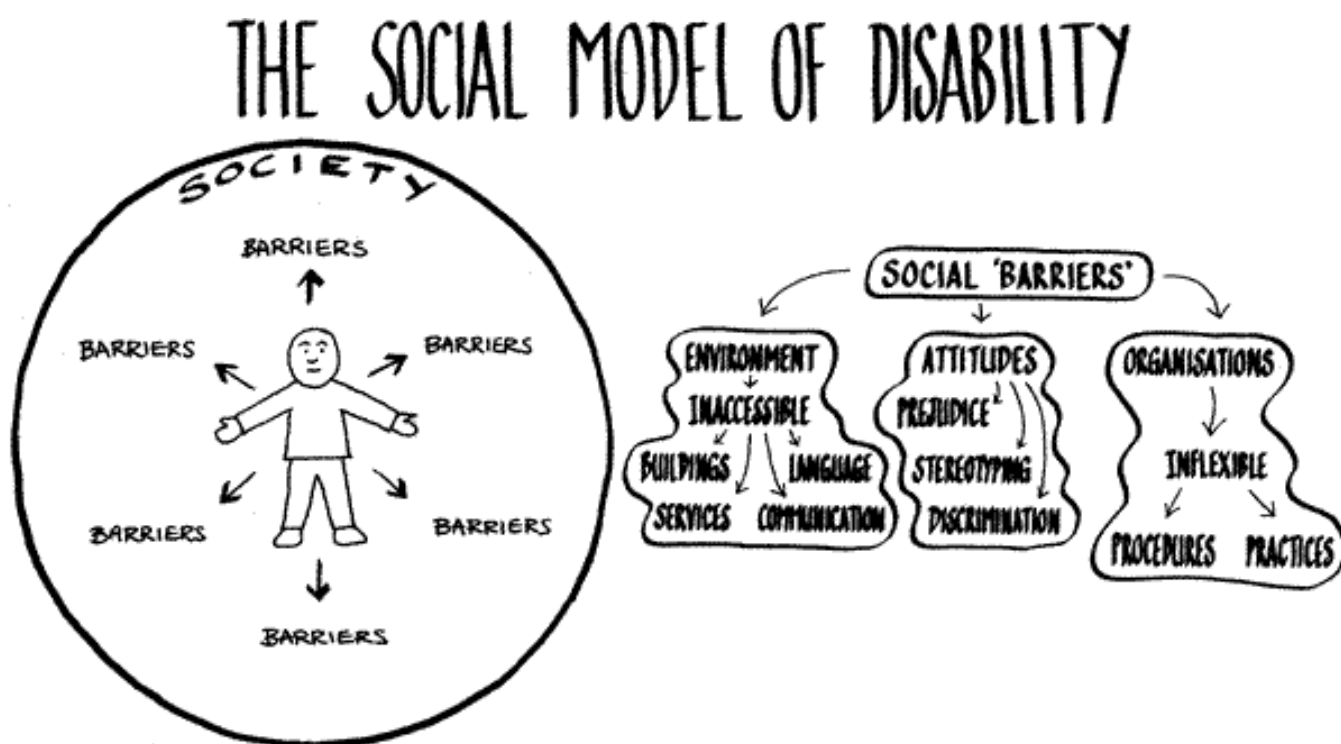 THE SOCIAL MODEL OF DISABILITY
SOCIETY
BARRIERS
BARRIERS
BARRIERS
BARRIERS
BARRIERS
BARRIERS
SOCIAL 'BARRIERS'
ENVIRONMENT
INACCESSIBLE
BUILDINGS
LANGUAGE
SERVICES
COMMUNICATION
ATTITUDES
PREJUDICE
STEREOTYPING
DISCRIMINATION
ORGANISATIONS
INFLEXIBLE
PROCEDURES
PRACTICES